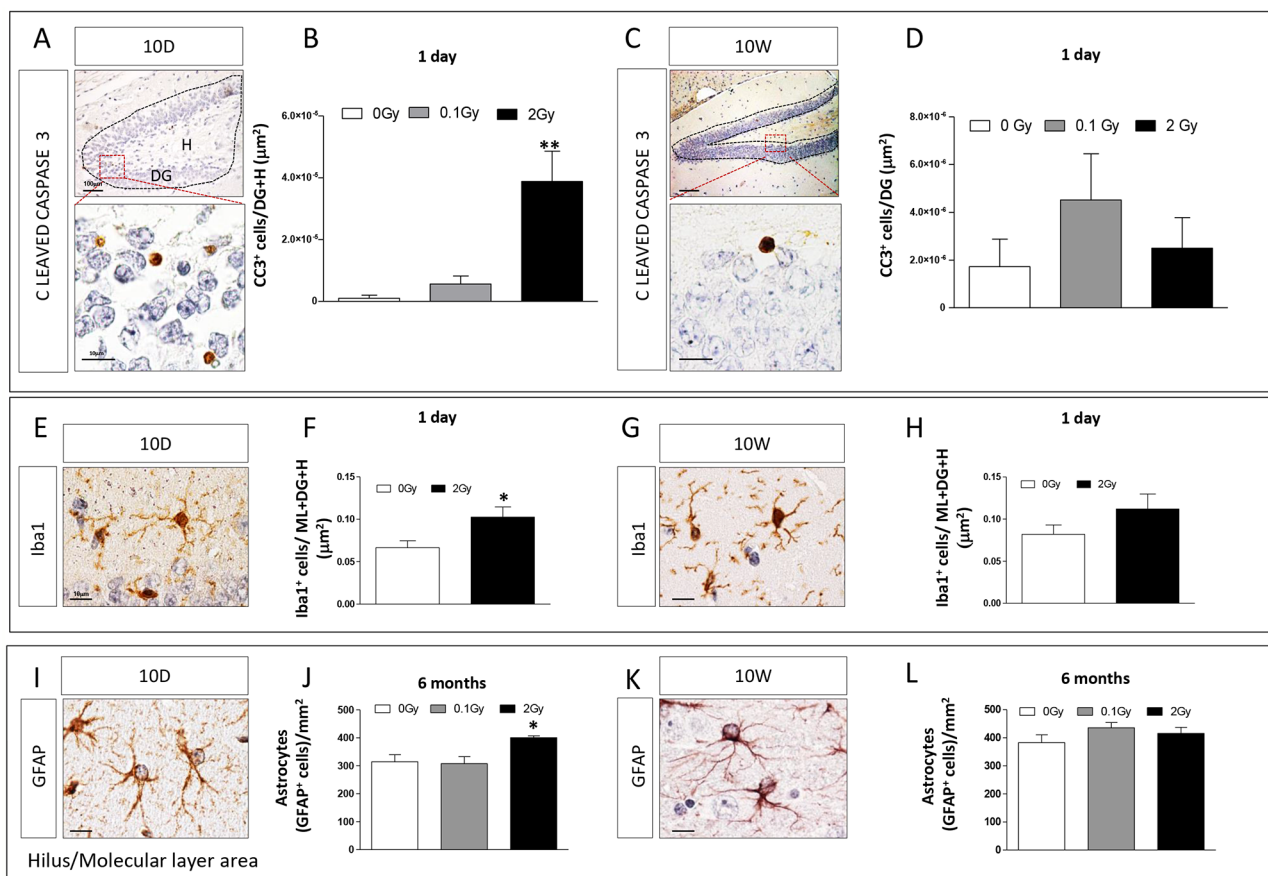 A
10D
CLEAVED CASPASE 3
H
DG
100μm
10μm
B
1 day
0Gy 0.1Gy 2Gy
CC3⁺ cells/DG+H (μm²)
6.0×10⁻⁵
4.0×10⁻⁵
2.0×10⁻⁵
0
**
C
10W
CLEAVED CASPASE 3
D
1 day
0 Gy 0.1 Gy 2 Gy
CC3⁺ cells/DG (μm²)
8.0×10⁻⁶
6.0×10⁻⁶
4.0×10⁻⁶
2.0×10⁻⁶
0
E
10D
Iba1
10μm
F
1 day
0Gy 2Gy
Iba1⁺ cells/ ML+DG+H
(μm²)
0.15
0.10
0.05
0.00
*
G
10W
Iba1
H
1 day
0Gy 2Gy
Iba1⁺ cells/ ML+DG+H
(μm²)
0.15
0.10
0.05
0.00
I
10D
GFAP
J
6 months
0Gy 0.1Gy 2Gy
Astrocytes
(GFAP⁺ cells)/mm²
500
400
300
200
100
0
*
K
10W
GFAP
L
6 months
0Gy 0.1Gy 2Gy
Astrocytes
(GFAP⁺ cells)/mm²
500
400
300
200
100
0
Hilus/Molecular layer area